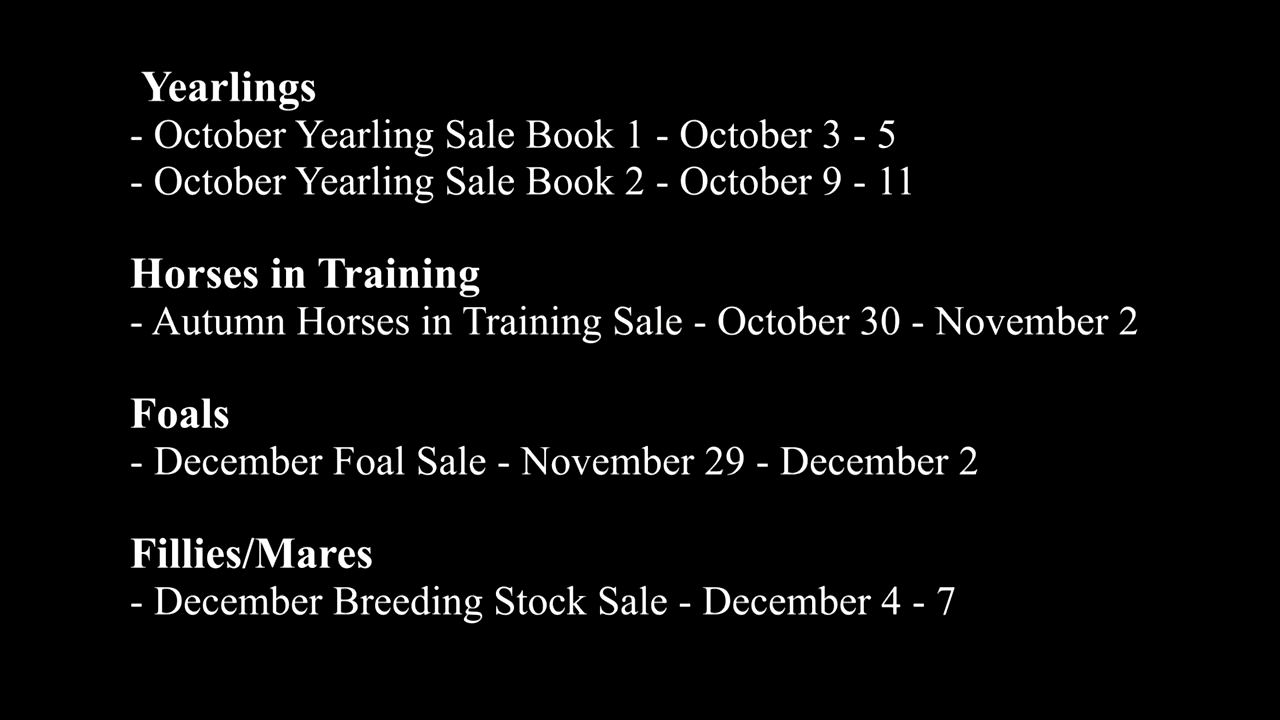 Yearlings
- October Yearling Sale Book 1 - October 3 - 5
- October Yearling Sale Book 2 - October 9 - 11
Horses in Training
- Autumn Horses in Training Sale - October 30 - November 2
Foals
- December Foal Sale - November 29 - December 2
Fillies/Mares
- December Breeding Stock Sale - December 4 - 7